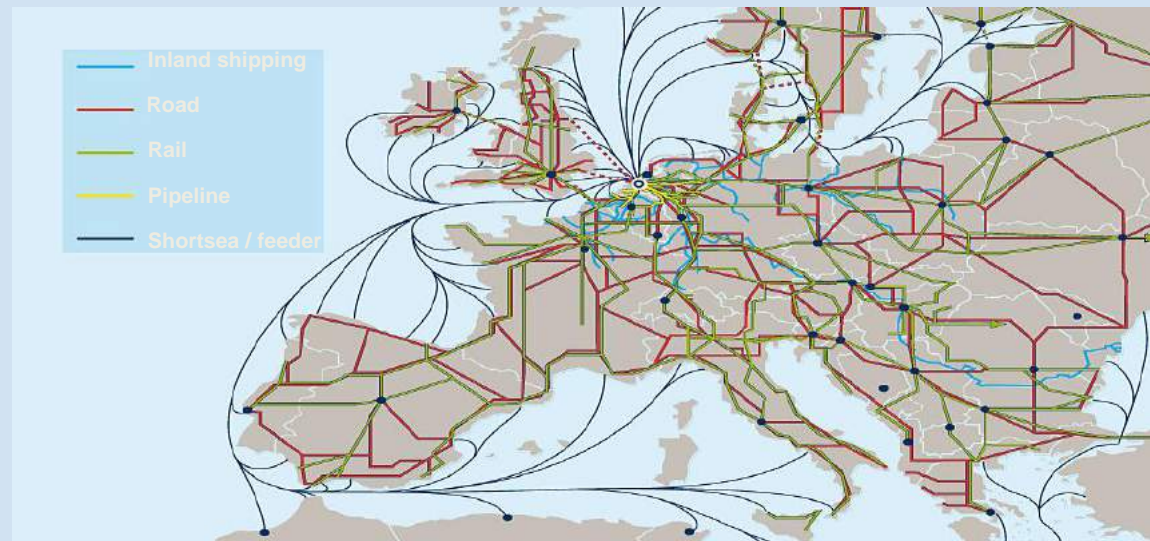 Inland shipping
Road
Rail
Pipeline
Shortsea / feeder